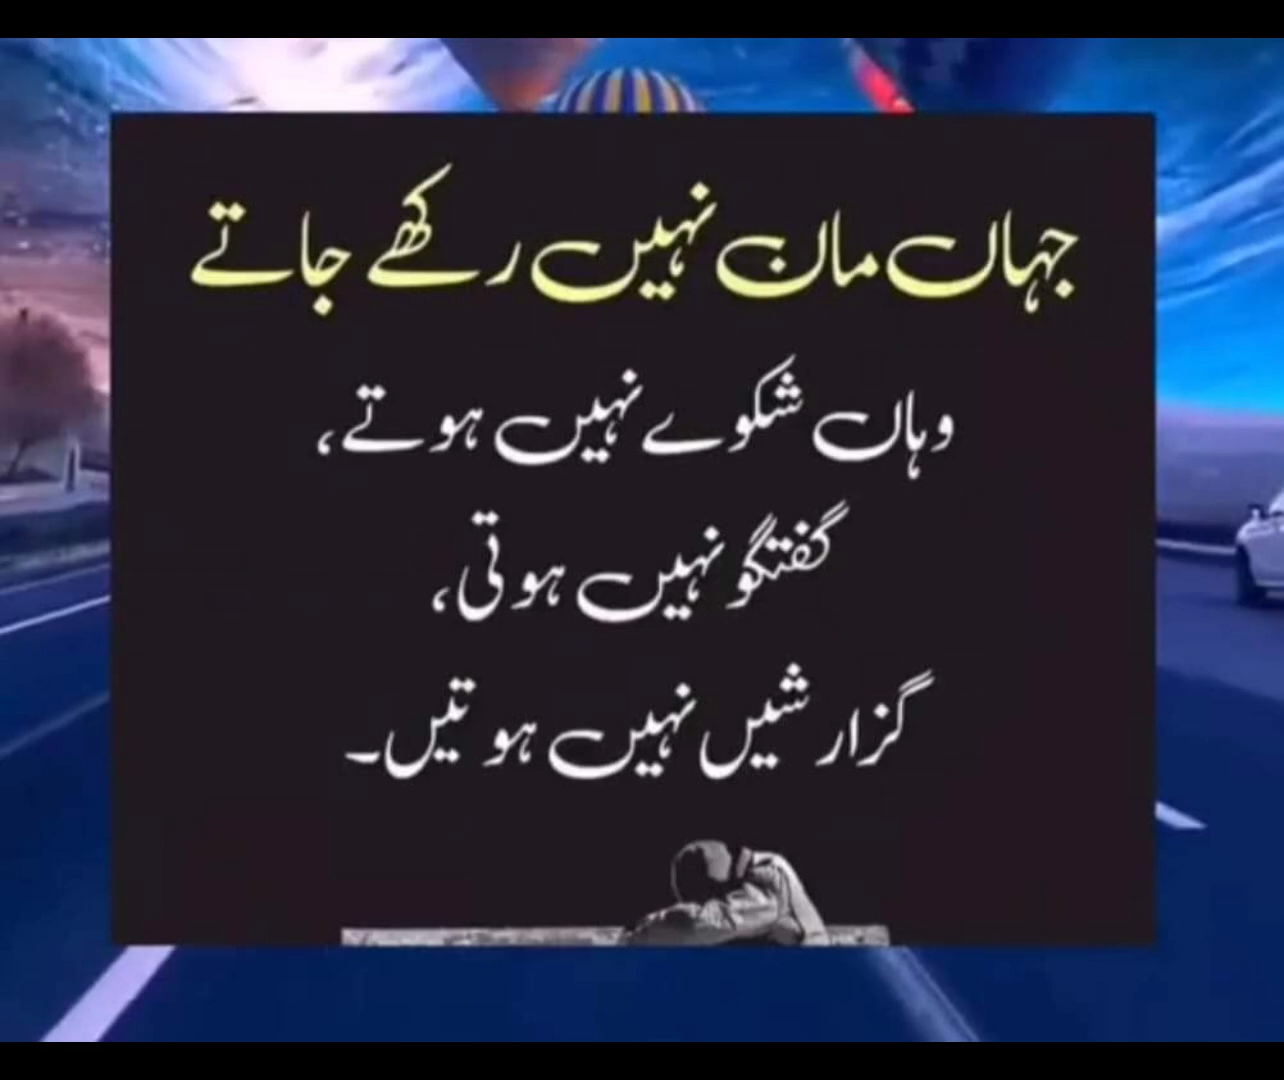 جہاں مان نہیں رکھے جاتے
وہاں شکوے نہیں ہوتے،
گفتگو نہیں ہوتی،
گزارشیں نہیں ہوتیں۔